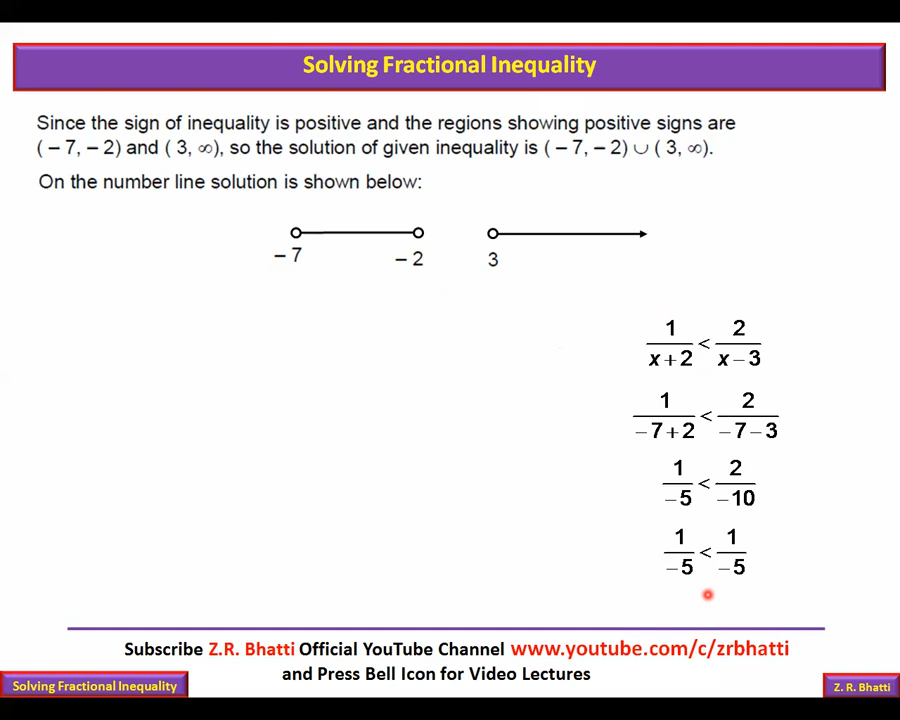 Solving Fractional Inequality
Since the sign of inequality is positive and the regions showing positive signs are
( – 7, – 2) and ( 3, ∞), so the solution of given inequality is ( – 7, – 2) ∪ ( 3, ∞).
On the number line solution is shown below:
– 7 – 2 3
1/(x+2) < 2/(x–3)
1/(–7+2) < 2/(–7–3)
1/–5 < 2/–10
1/–5 < 1/–5
Subscribe Z.R. Bhatti Official YouTube Channel www.youtube.com/c/zrbhatti
and Press Bell Icon for Video Lectures
Solving Fractional Inequality
Z. R. Bhatti